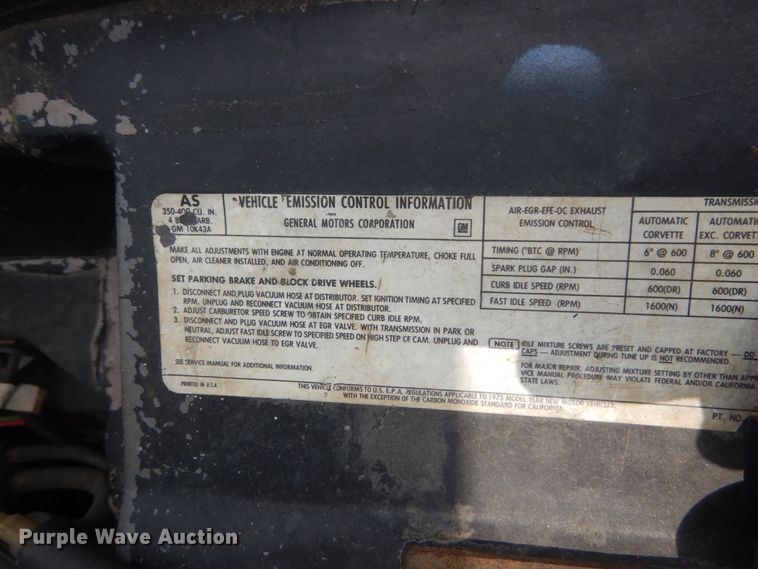 AS
350-400 CU. IN.
4 BBL CARB.
GM 10K43A
VEHICLE EMISSION CONTROL INFORMATION
GENERAL MOTORS CORPORATION
GM
MAKE ALL ADJUSTMENTS WITH ENGINE AT NORMAL OPERATING TEMPERATURE, CHOKE FULL
OPEN, AIR CLEANER INSTALLED, AND AIR CONDITIONING OFF.
SET PARKING BRAKE AND BLOCK DRIVE WHEELS.
1. DISCONNECT AND PLUG VACUUM HOSE AT DISTRIBUTOR. SET IGNITION TIMING AT SPECIFIED
RPM. UNPLUG AND RECONNECT VACUUM HOSE TO DISTRIBUTOR.
2. ADJUST CARBURETOR SPEED SCREW TO OBTAIN SPECIFIED CURB IDLE RPM.
3. DISCONNECT AND PLUG VACUUM HOSE AT EGR VALVE. WITH TRANSMISSION IN PARK OR
NEUTRAL, ADJUST FAST IDLE SCREW TO SPECIFIED SPEED ON HIGH STEP OF CAM. UNPLUG AND
RECONNECT VACUUM HOSE TO EGR VALVE.
SEE SERVICE MANUAL FOR ADDITIONAL INFORMATION.
PRINTED IN U.S.A.
THIS VEHICLE CONFORMS TO U.S. E.P.A. REGULATIONS APPLICABLE TO 1975 MODEL YEAR NEW MOTOR VEHICLES,
WITH THE EXCEPTION OF THE CARBON MONOXIDE STANDARD FOR CALIFORNIA.
AIR-EGR-EFE-OC EXHAUST
EMISSION CONTROL
TRANSMISSI
AUTOMATIC
CORVETTE
AUTOMATI
EXC. CORVET
TIMING (°BTC @ RPM) 6° @ 600 8° @ 600
SPARK PLUG GAP (IN.) 0.060 0.060
CURB IDLE SPEED (RPM) 600(DR) 600(DR)
FAST IDLE SPEED (RPM) 1600(N) 1600(N)
NOTE IDLE MIXTURE SCREWS ARE PRESET AND CAPPED AT FACTORY — DO
CAPS — ADJUSTMENT DURING TUNE UP IS NOT RECOMMENDED.
FOR MAJOR REPAIR, ADJUSTING MIXTURE SETTING BY OTHER THAN APP
VICE MANUAL PROCEDURE MAY VIOLATE FEDERAL AND/OR CALIFORNIA
STATE LAWS.
PT. NO.
Purple Wave Auction
purplewave.com